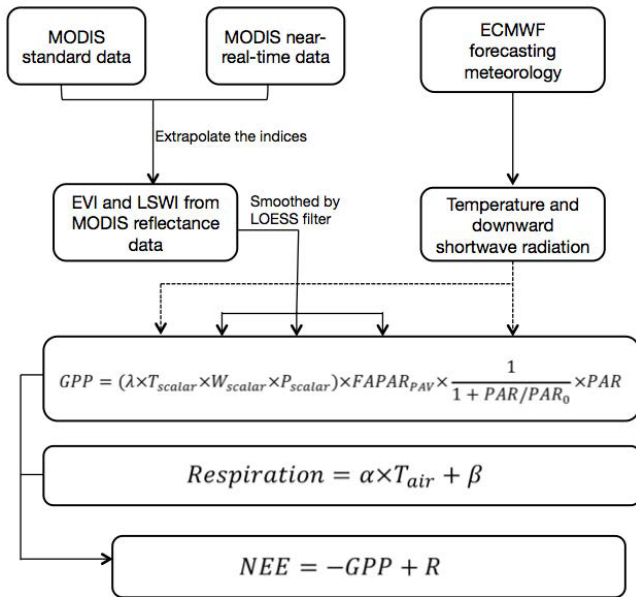 MODIS
standard data
MODIS near-
real-time data
ECMWF
forecasting
meteorology
Extrapolate the indices
EVI and LSWI from
MODIS reflectance
data
Smoothed by
LOESS filter
Temperature and
downward
shortwave radiation
GPP = (λ×T_scalar×W_scalar×P_scalar)×FAPAR_PAV×1/(1 + PAR/PAR_0)×PAR
Respiration = α×T_air + β
NEE = −GPP + R